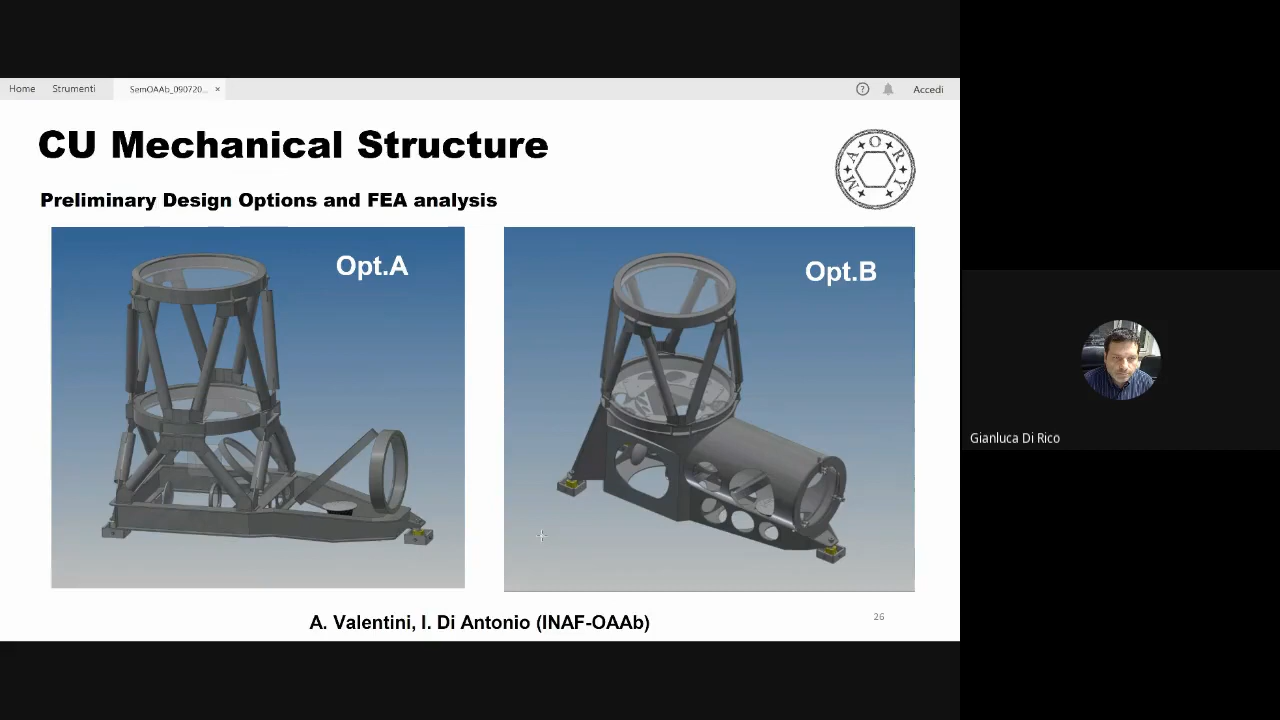 Home Strumenti SemOAAb_090720... × ? Accedi
CU Mechanical Structure
MAORY
Preliminary Design Options and FEA analysis
Opt.A
Opt.B
A. Valentini, I. Di Antonio (INAF-OAAb)
26
Gianluca Di Rico